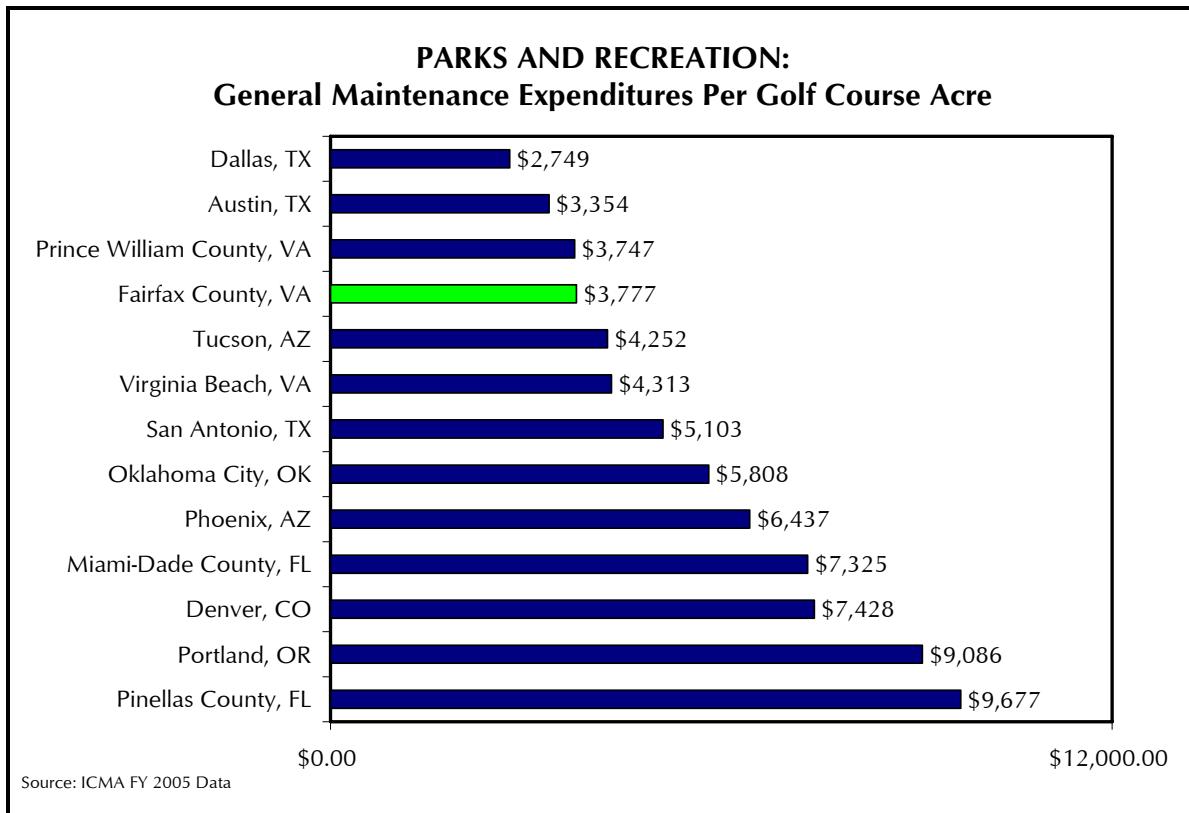 PARKS AND RECREATION:
General Maintenance Expenditures Per Golf Course Acre
Dallas, TX $2,749
Austin, TX $3,354
Prince William County, VA $3,747
Fairfax County, VA $3,777
Tucson, AZ $4,252
Virginia Beach, VA $4,313
San Antonio, TX $5,103
Oklahoma City, OK $5,808
Phoenix, AZ $6,437
Miami-Dade County, FL $7,325
Denver, CO $7,428
Portland, OR $9,086
Pinellas County, FL $9,677
$0.00 $12,000.00
Source: ICMA FY 2005 Data